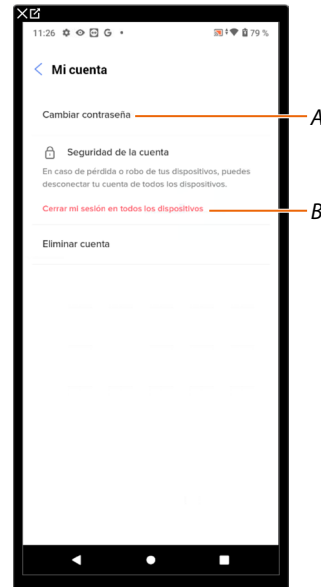 11:26 G 79 %
Mi cuenta
Cambiar contraseña
A
Seguridad de la cuenta
En caso de pérdida o robo de tus dispositivos, puedes
desconectar tu cuenta de todos los dispositivos.
Cerrar mi sesión en todos los dispositivos
B
Eliminar cuenta